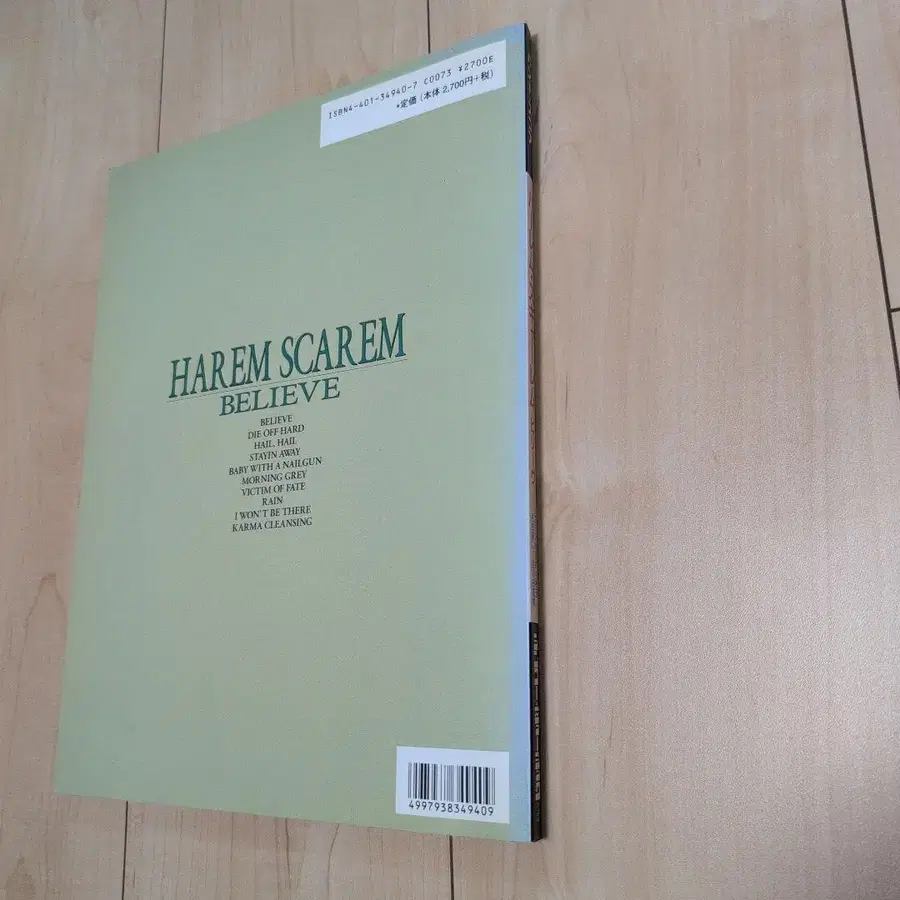 ISBN4-401-34940-7 C0073 ¥2700E
*定価(本体2,700円+税)
HAREM SCAREM
BELIEVE
BELIEVE
DIE OFF HARD
HAIL, HAIL
STAYIN AWAY
BABY WITH A NAILGUN
MORNING GREY
VICTIM OF FATE
RAIN
I WON'T BE THERE
KARMA CLEANSING
4997938349409